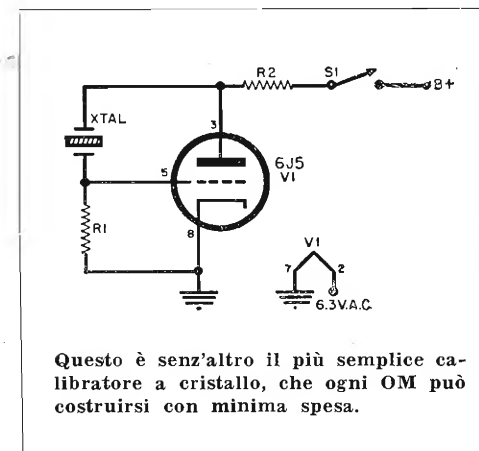 R2
S1
B+
XTAL
3
6J5
V1
5
R1
8
V1
7
2
6.3V.A.C.
Questo è senz'altro il più semplice ca-
libratore a cristallo, che ogni OM può
costruirsi con minima spesa.